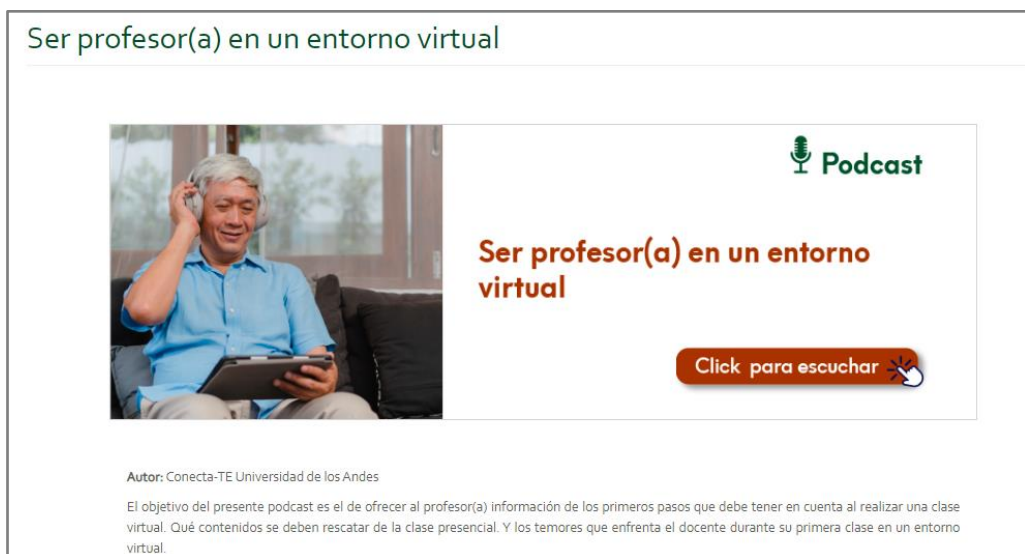 Ser profesor(a) en un entorno virtual
Podcast
Ser profesor(a) en un entorno
virtual
Click para escuchar
Autor: Conecta-TE Universidad de los Andes
El objetivo del presente podcast es el de ofrecer al profesor(a) información de los primeros pasos que debe tener en cuenta al realizar una clase
virtual. Qué contenidos se deben rescatar de la clase presencial. Y los temores que enfrenta el docente durante su primera clase en un entorno
virtual.